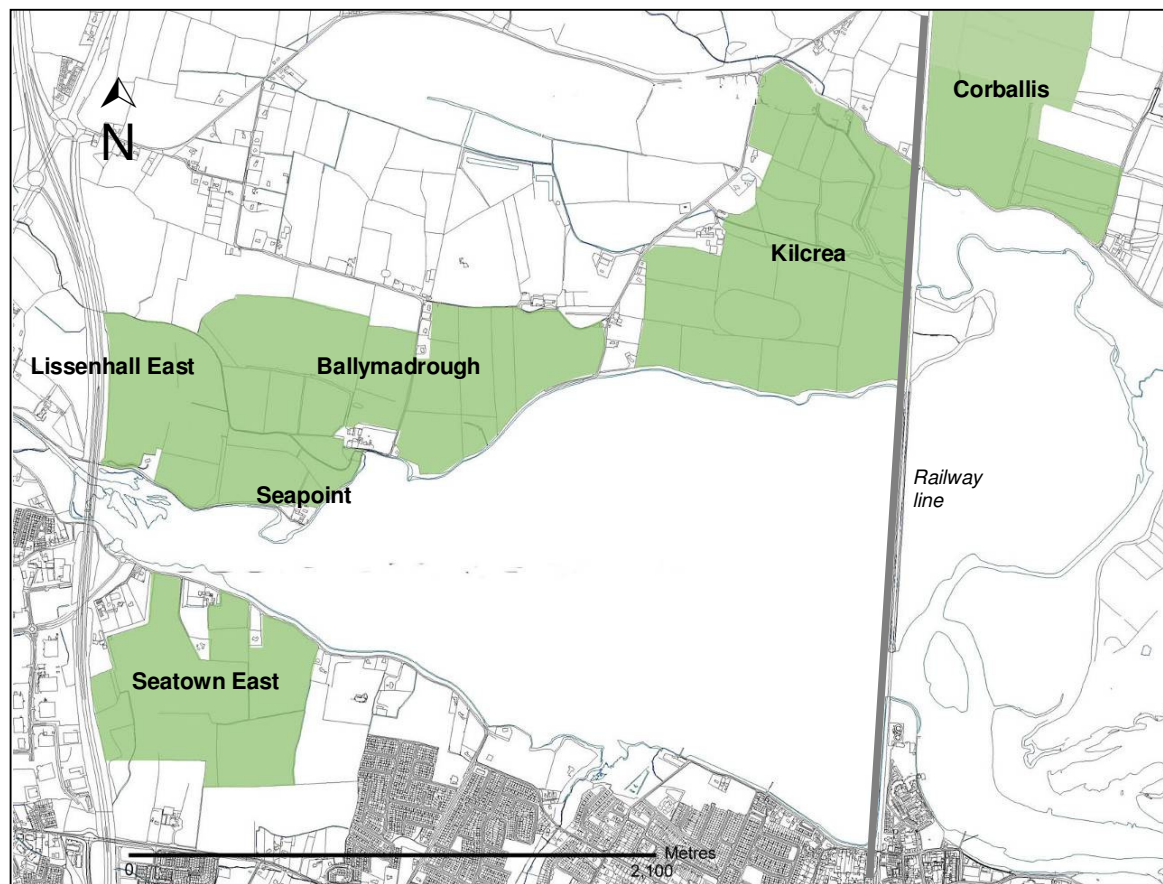 Corballis
N
Kilcrea
Lissenhall East
Ballymadrough
Railway
line
Seapoint
Seatown East
Metres
0
2,100